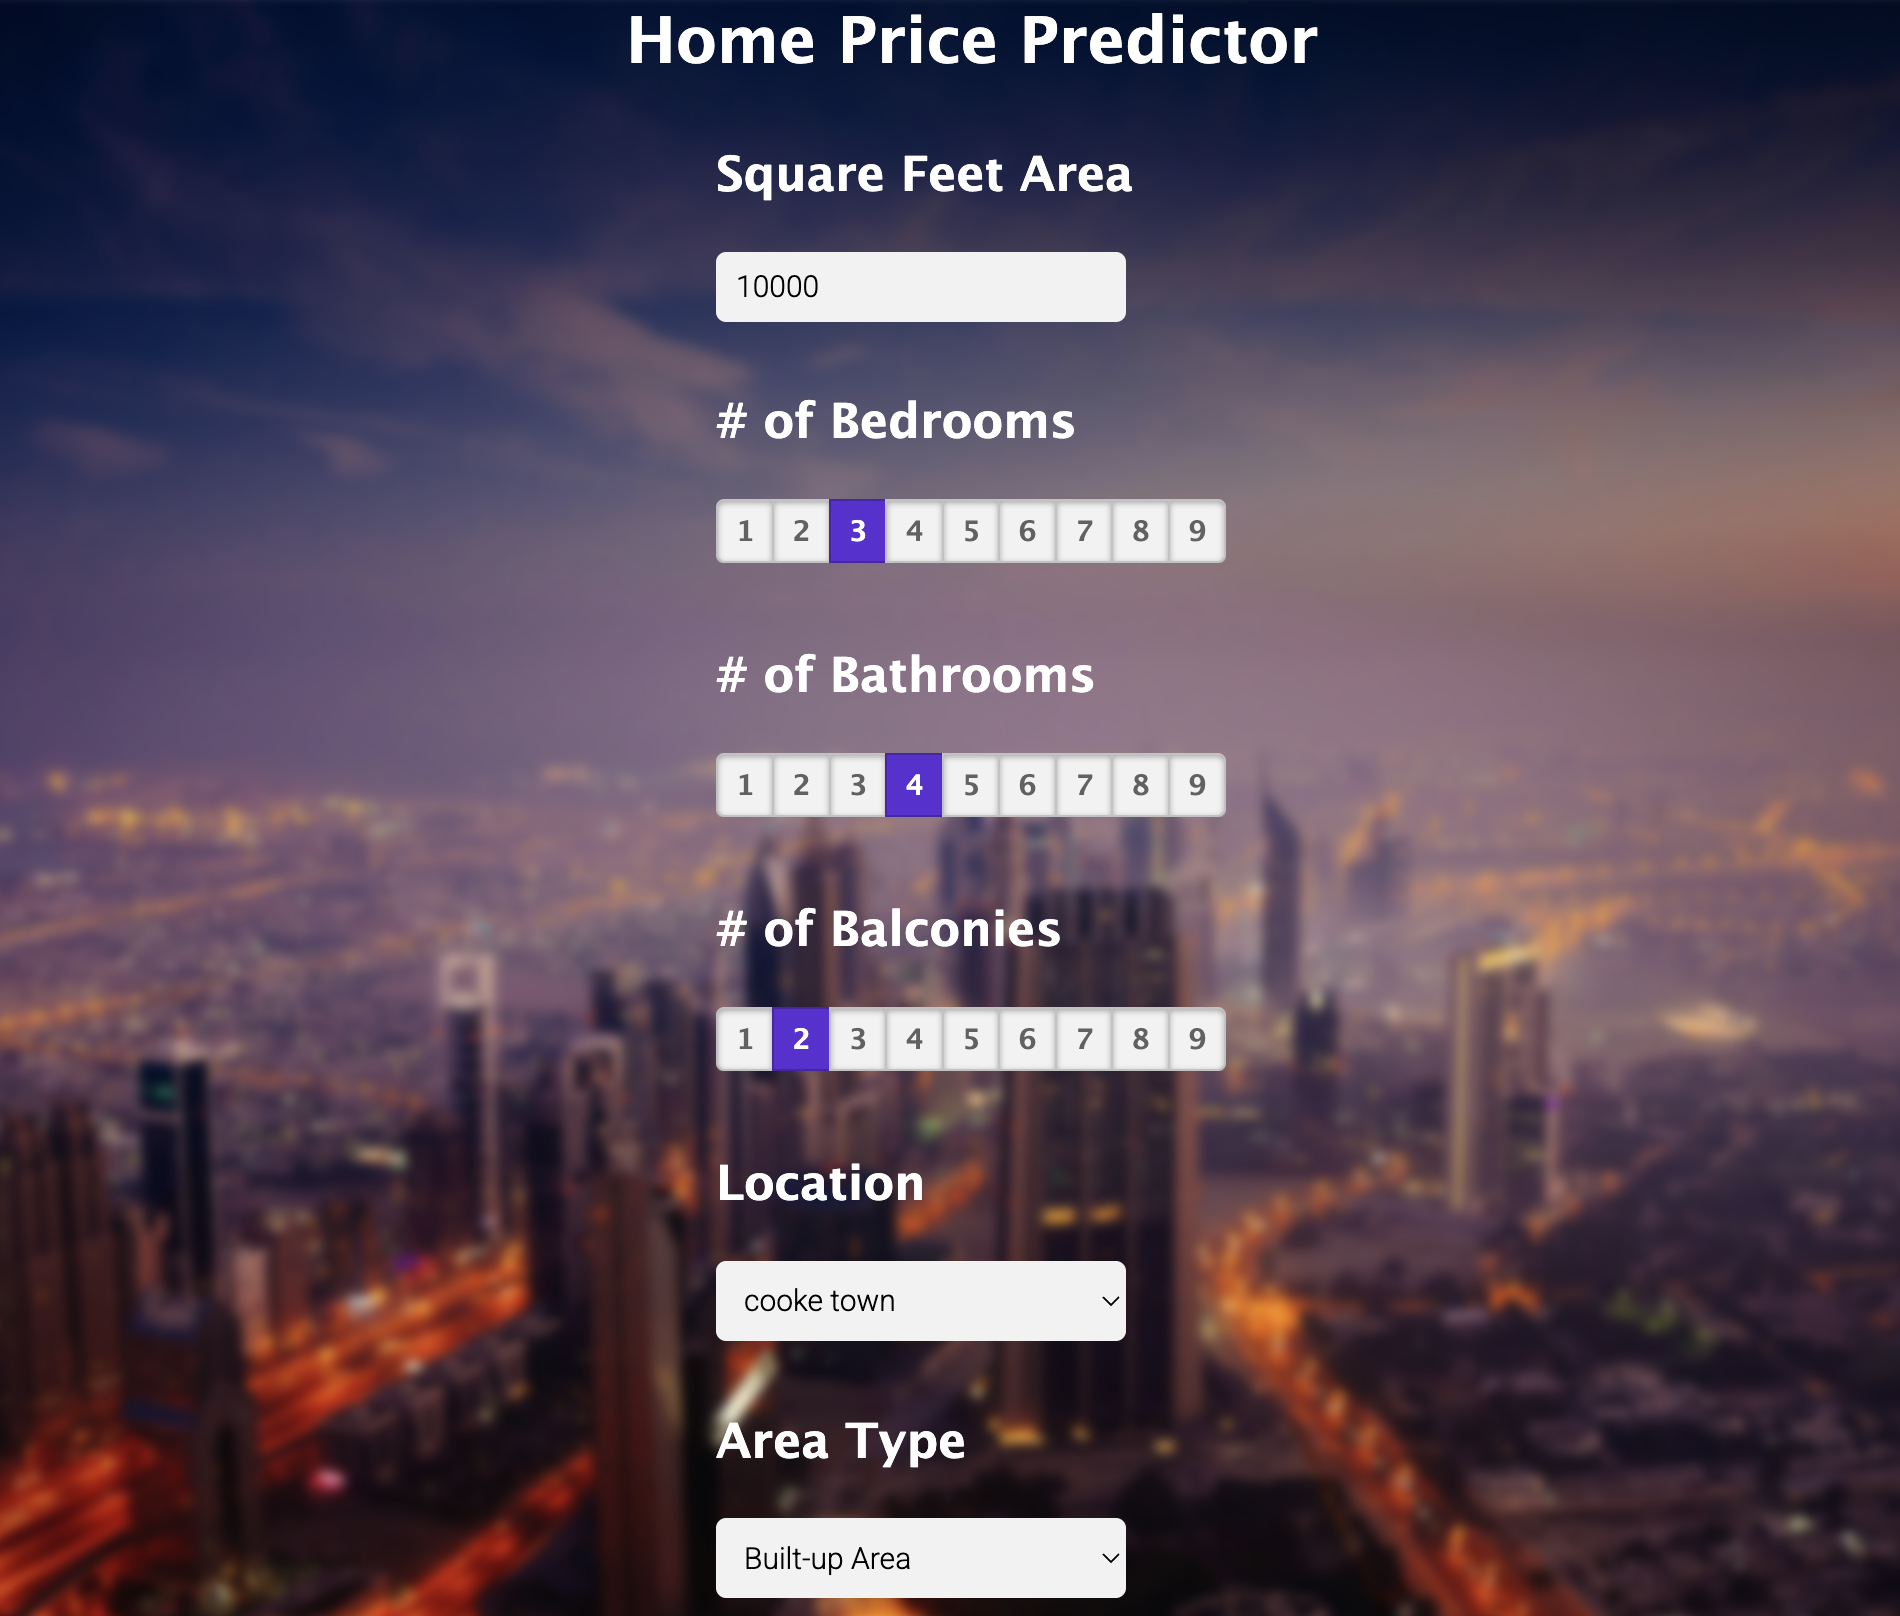 Home Price Predictor
Square Feet Area
10000
# of Bedrooms
1 2 3 4 5 6 7 8 9
# of Bathrooms
1 2 3 4 5 6 7 8 9
# of Balconies
1 2 3 4 5 6 7 8 9
Location
cooke town
Area Type
Built-up Area